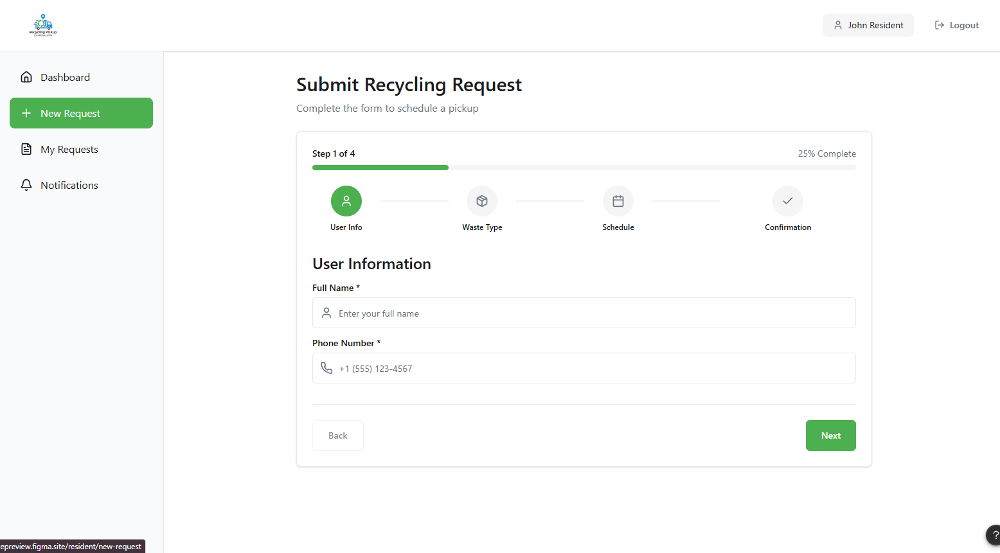 Recycling Pickup
SCHEDULER
John Resident
Logout
Dashboard
New Request
My Requests
Notifications
Submit Recycling Request
Complete the form to schedule a pickup
Step 1 of 4
25% Complete
User Info
Waste Type
Schedule
Confirmation
User Information
Full Name *
Enter your full name
Phone Number *
+1 (555) 123-4567
Back
Next
?
epreview.figma.site/resident/new-request